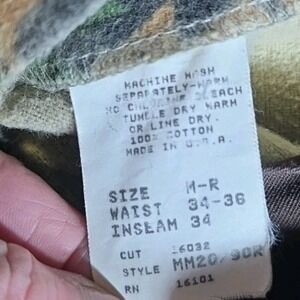 MACHINE WASH
SEPARATELY-WARM
NO CHLORINE BLEACH
TUMBLE DRY WARM
OR LINE DRY.
100% COTTON
MADE IN U.S.A.
SIZE M-R
WAIST 34-36
INSEAM 34
CUT 16032
STYLE MM20/90R
RN 16101